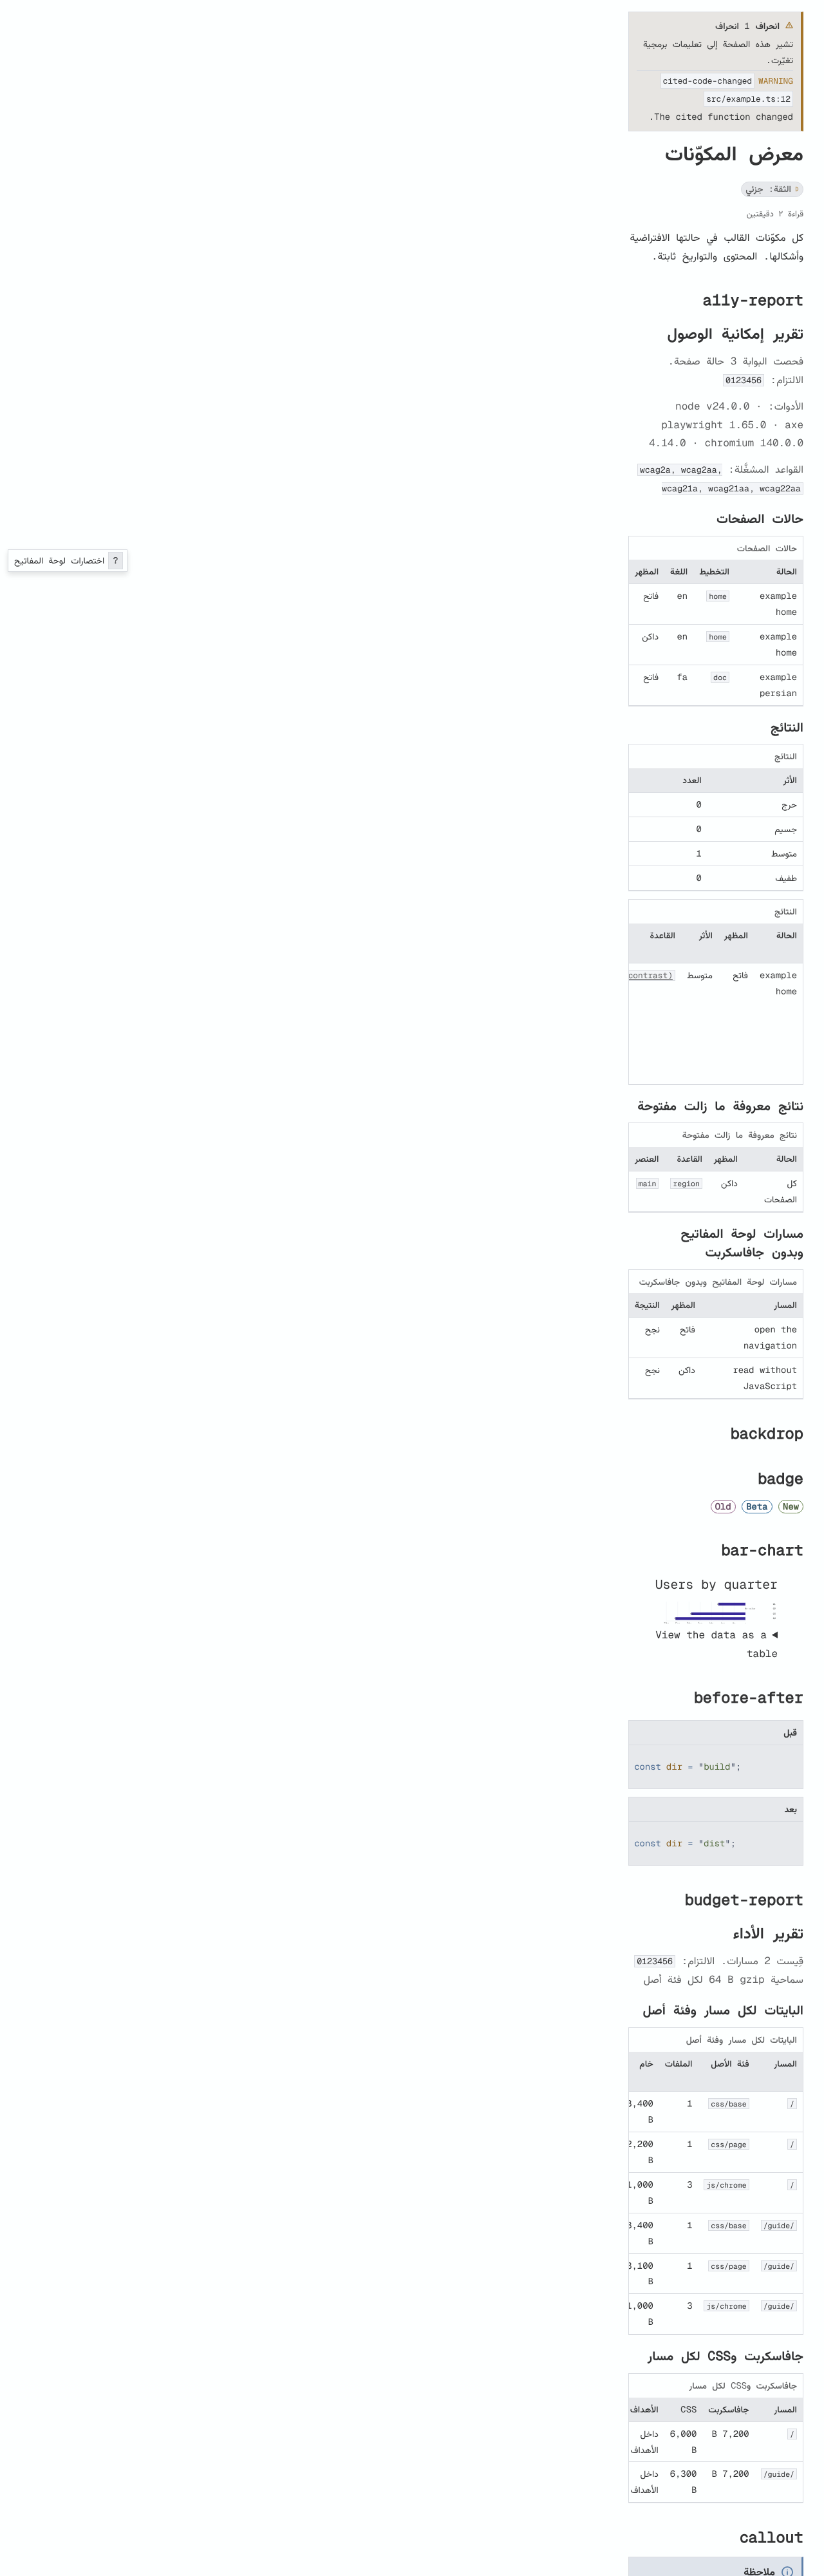 ⚠ انحراف 1 انحراف
تشير هذه الصفحة إلى تعليمات برمجية
تغيّرت.
WARNING cited-code-changed
src/example.ts:12
The cited function changed.
معرض المكوّنات
الثقة: جزئي
قراءة ٢ دقيقتين
كل مكوّنات القالب في حالتها الافتراضية
وأشكالها. المحتوى والتواريخ ثابتة.
a11y-report
تقرير إمكانية الوصول
فحصت البوابة 3 حالة صفحة.
الالتزام: 0123456
الأدوات: node v24.0.0 ·
playwright 1.65.0 · axe
4.14.0 · chromium 140.0.0
القواعد المشغَّلة: wcag2a, wcag2aa,
wcag21a, wcag21aa, wcag22aa
حالات الصفحات
? اختصارات لوحة المفاتيح
حالات الصفحات
الحالة التخطيط اللغة المظهر
example home home en فاتح
example home home en داكن
example persian doc fa فاتح
النتائج
النتائج
الأثر العدد
حرج 0
جسيم 0
متوسط 1
طفيف 0
النتائج
الحالة المظهر الأثر القاعدة
example home فاتح متوسط contrast)
نتائج معروفة ما زالت مفتوحة
نتائج معروفة ما زالت مفتوحة
الحالة المظهر القاعدة العنصر
كل الصفحات داكن region main
مسارات لوحة المفاتيح
وبدون جافاسكربت
مسارات لوحة المفاتيح وبدون جافاسكربت
المسار المظهر النتيجة
open the navigation فاتح نجح
read without JavaScript داكن نجح
backdrop
badge
New Beta Old
bar-chart
Users by quarter
View the data as a
table
before-after
قبل
const dir = "build";
بعد
const dir = "dist";
budget-report
تقرير الأداء
قِيست 2 مسارات. الالتزام: 0123456
سماحية 64 B gzip لكل فئة أصل
البايتات لكل مسار وفئة أصل
البايتات لكل مسار وفئة أصل
المسار فئة الأصل الملفات خام
/ css/base 1 3,400 B
/ css/page 1 2,200 B
/ js/chrome 3 1,000 B
/guide/ css/base 1 3,400 B
/guide/ css/page 1 3,100 B
/guide/ js/chrome 3 1,000 B
جافاسكربت وCSS لكل مسار
جافاسكربت وCSS لكل مسار
المسار جافاسكربت CSS الأهداف
/ 7,200 B 6,000 B داخل الأهداف
/guide/ 7,200 B 6,300 B داخل الأهداف
callout
ملاحظة